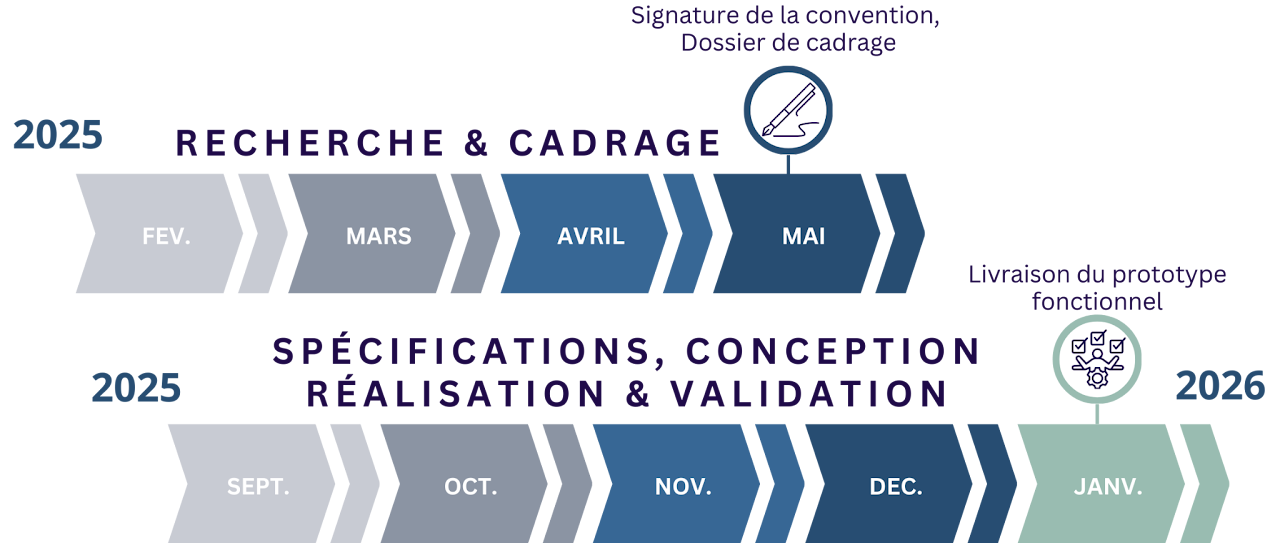 Signature de la convention,
Dossier de cadrage
2025
RECHERCHE & CADRAGE
FEV.
MARS
AVRIL
MAI
Livraison du prototype
fonctionnel
SPÉCIFICATIONS, CONCEPTION
RÉALISATION & VALIDATION
2025
2026
SEPT.
OCT.
NOV.
DEC.
JANV.